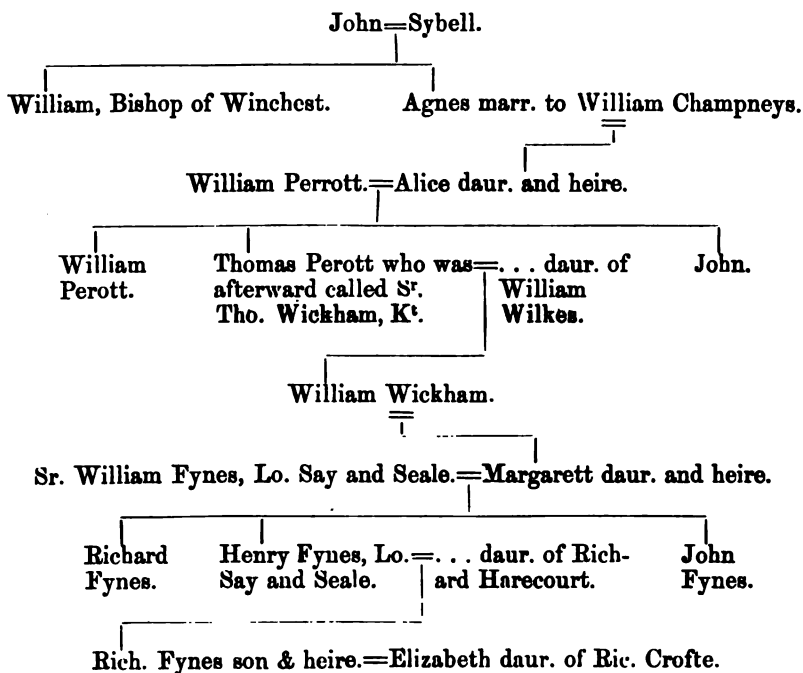 John=Sybell.
William, Bishop of Winchest. Agnes marr. to William Champneys.
William Perrott.=Alice daur. and heire.
William Perott.
Thomas Perott who was=. . . daur. of
afterward called Sʳ. William
Tho. Wickham, Kᵗ. Wilkes.
John.
William Wickham.
Sr. William Fynes, Lo. Say and Seale.=Margarett daur. and heire.
Richard
Fynes.
Henry Fynes, Lo.=. . . daur. of Rich-
Say and Seale. ard Harecourt.
John
Fynes.
Rich. Fynes son & heire.=Elizabeth daur. of Ric. Crofte.